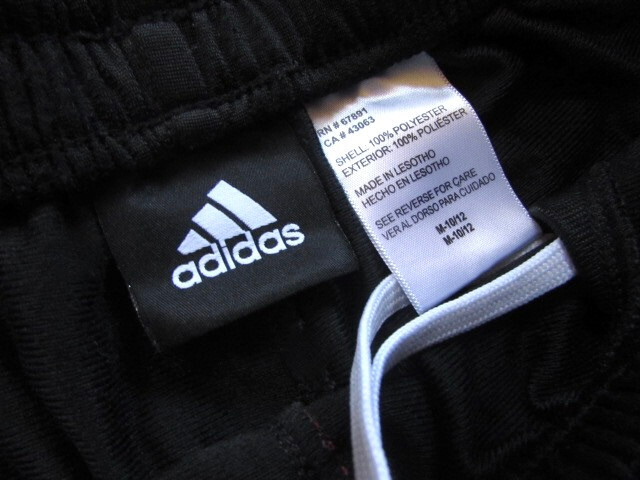 adidas
RN # 67891
CA # 43063
SHELL: 100% POLYESTER
EXTERIOR: 100% POLIÉSTER
MADE IN LESOTHO
HECHO EN LESOTHO
SEE REVERSE FOR CARE
VER AL DORSO PARA CUIDADO
M-10/12
M-10/12